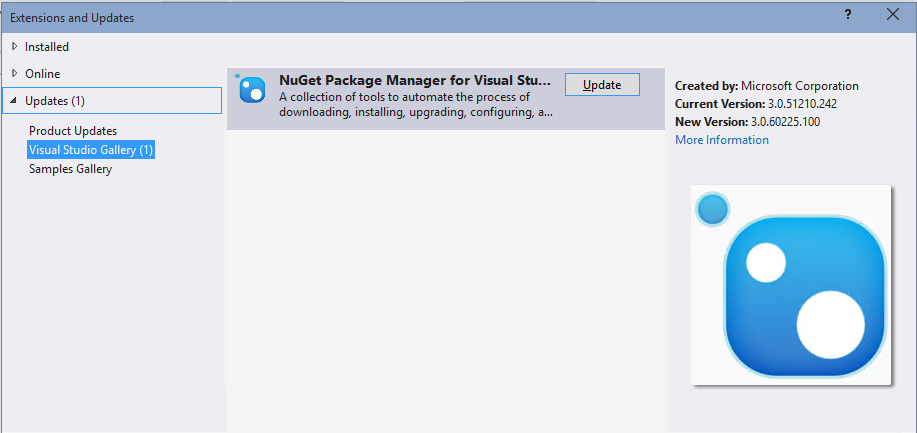 Extensions and Updates
?
Installed
Online
Updates (1)
Product Updates
Visual Studio Gallery (1)
Samples Gallery
NuGet Package Manager for Visual Stu...
Update
A collection of tools to automate the process of
downloading, installing, upgrading, configuring, a...
Created by: Microsoft Corporation
Current Version: 3.0.51210.242
New Version: 3.0.60225.100
More Information